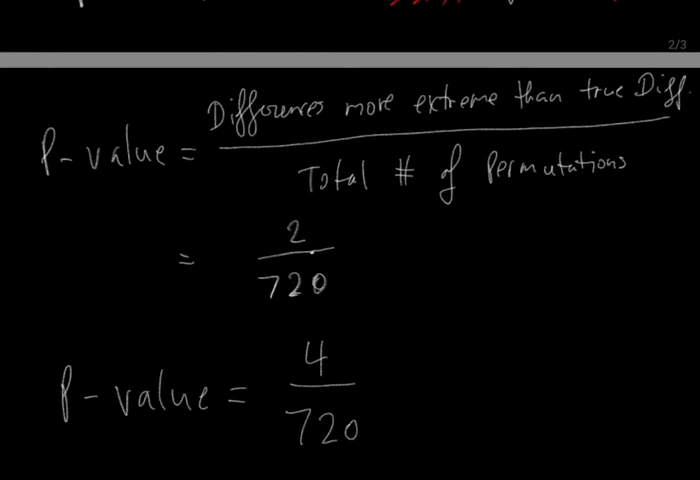 2/3
Differences more extreme than true Diff.
P-value =
Total # of Permutations
= 2
720
P-value = 4
720